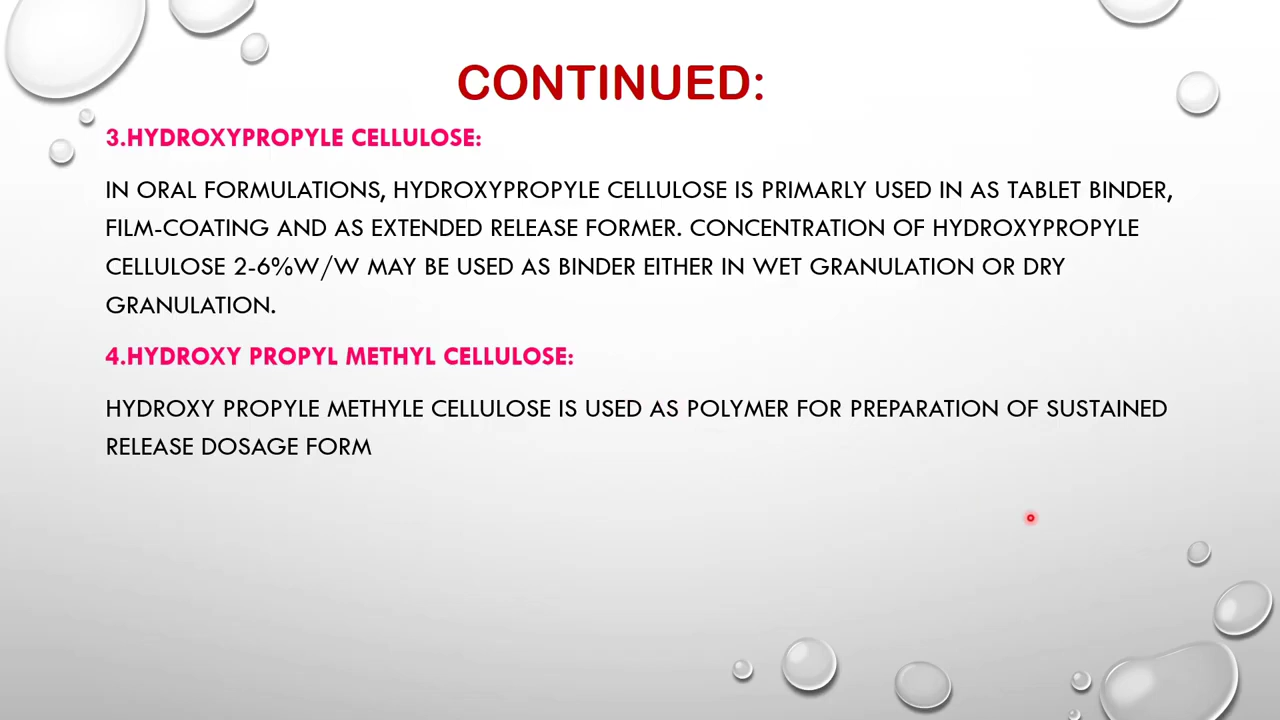 CONTINUED:
3.HYDROXYPROPYLE CELLULOSE:
IN ORAL FORMULATIONS, HYDROXYPROPYLE CELLULOSE IS PRIMARLY USED IN AS TABLET BINDER,
FILM-COATING AND AS EXTENDED RELEASE FORMER. CONCENTRATION OF HYDROXYPROPYLE
CELLULOSE 2-6%W/W MAY BE USED AS BINDER EITHER IN WET GRANULATION OR DRY
GRANULATION.
4.HYDROXY PROPYL METHYL CELLULOSE:
HYDROXY PROPYLE METHYLE CELLULOSE IS USED AS POLYMER FOR PREPARATION OF SUSTAINED
RELEASE DOSAGE FORM